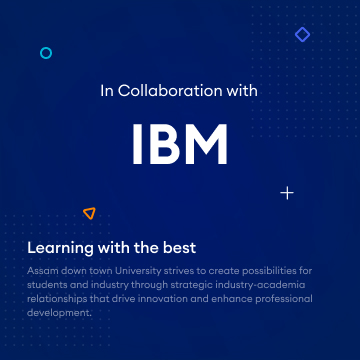 In Collaboration with
IBM
Learning with the best
Assam down town University strives to create possibilities for
students and industry through strategic industry-academia
relationships that drive innovation and enhance professional
development.